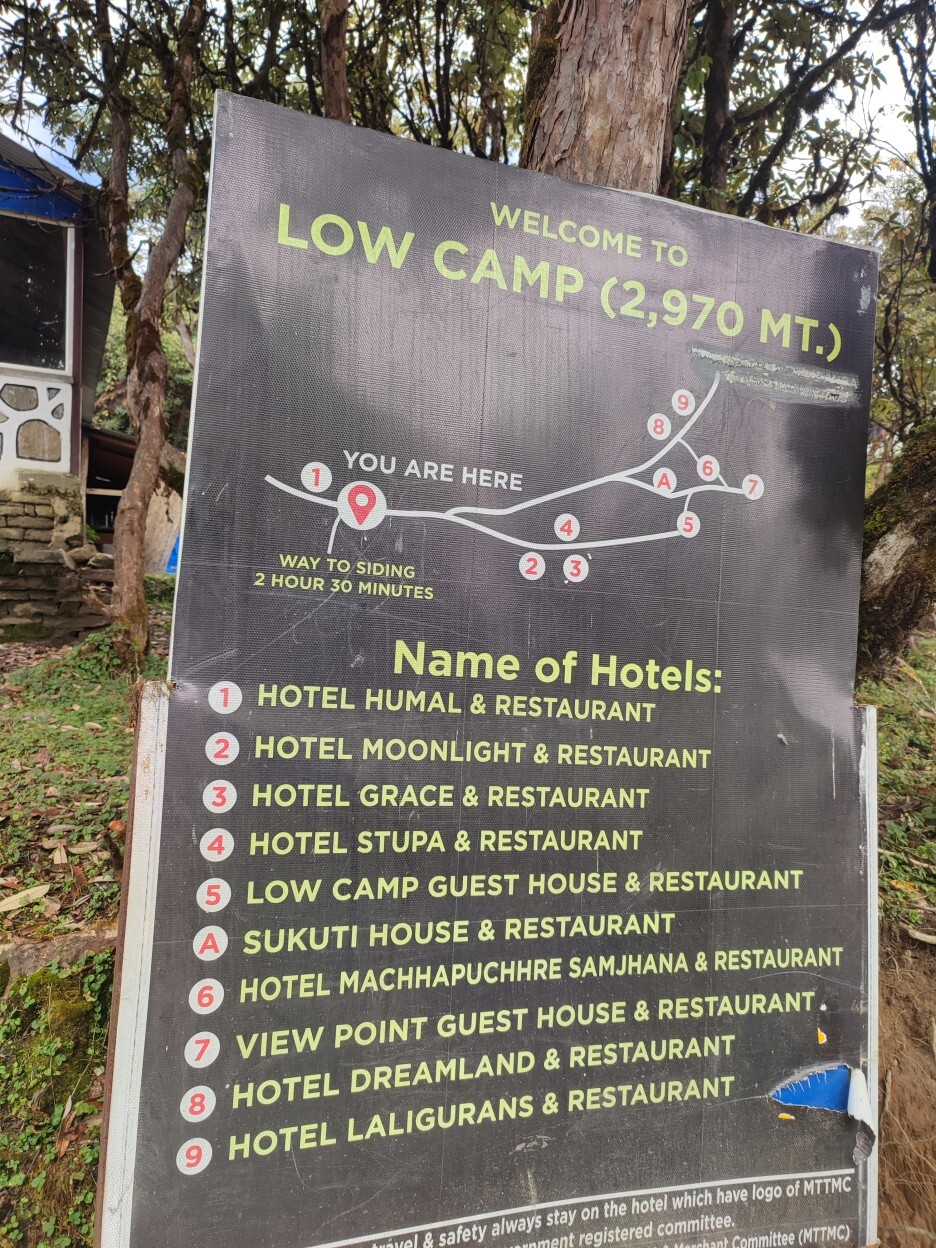 WELCOME TO
LOW CAMP (2,970 MT.)
9
8
YOU ARE HERE
1
6
A
7
5
4
2
3
WAY TO SIDING
2 HOUR 30 MINUTES
Name of Hotels:
1 HOTEL HUMAL & RESTAURANT
2 HOTEL MOONLIGHT & RESTAURANT
3 HOTEL GRACE & RESTAURANT
4 HOTEL STUPA & RESTAURANT
5 LOW CAMP GUEST HOUSE & RESTAURANT
A SUKUTI HOUSE & RESTAURANT
6 HOTEL MACHHAPUCHHRE SAMJHANA & RESTAURANT
7 VIEW POINT GUEST HOUSE & RESTAURANT
8 HOTEL DREAMLAND & RESTAURANT
9 HOTEL LALIGURANS & RESTAURANT
travel & safety always stay on the hotel which have logo of MTTMC
registered committee.
& Merchant Committee (MTTMC)